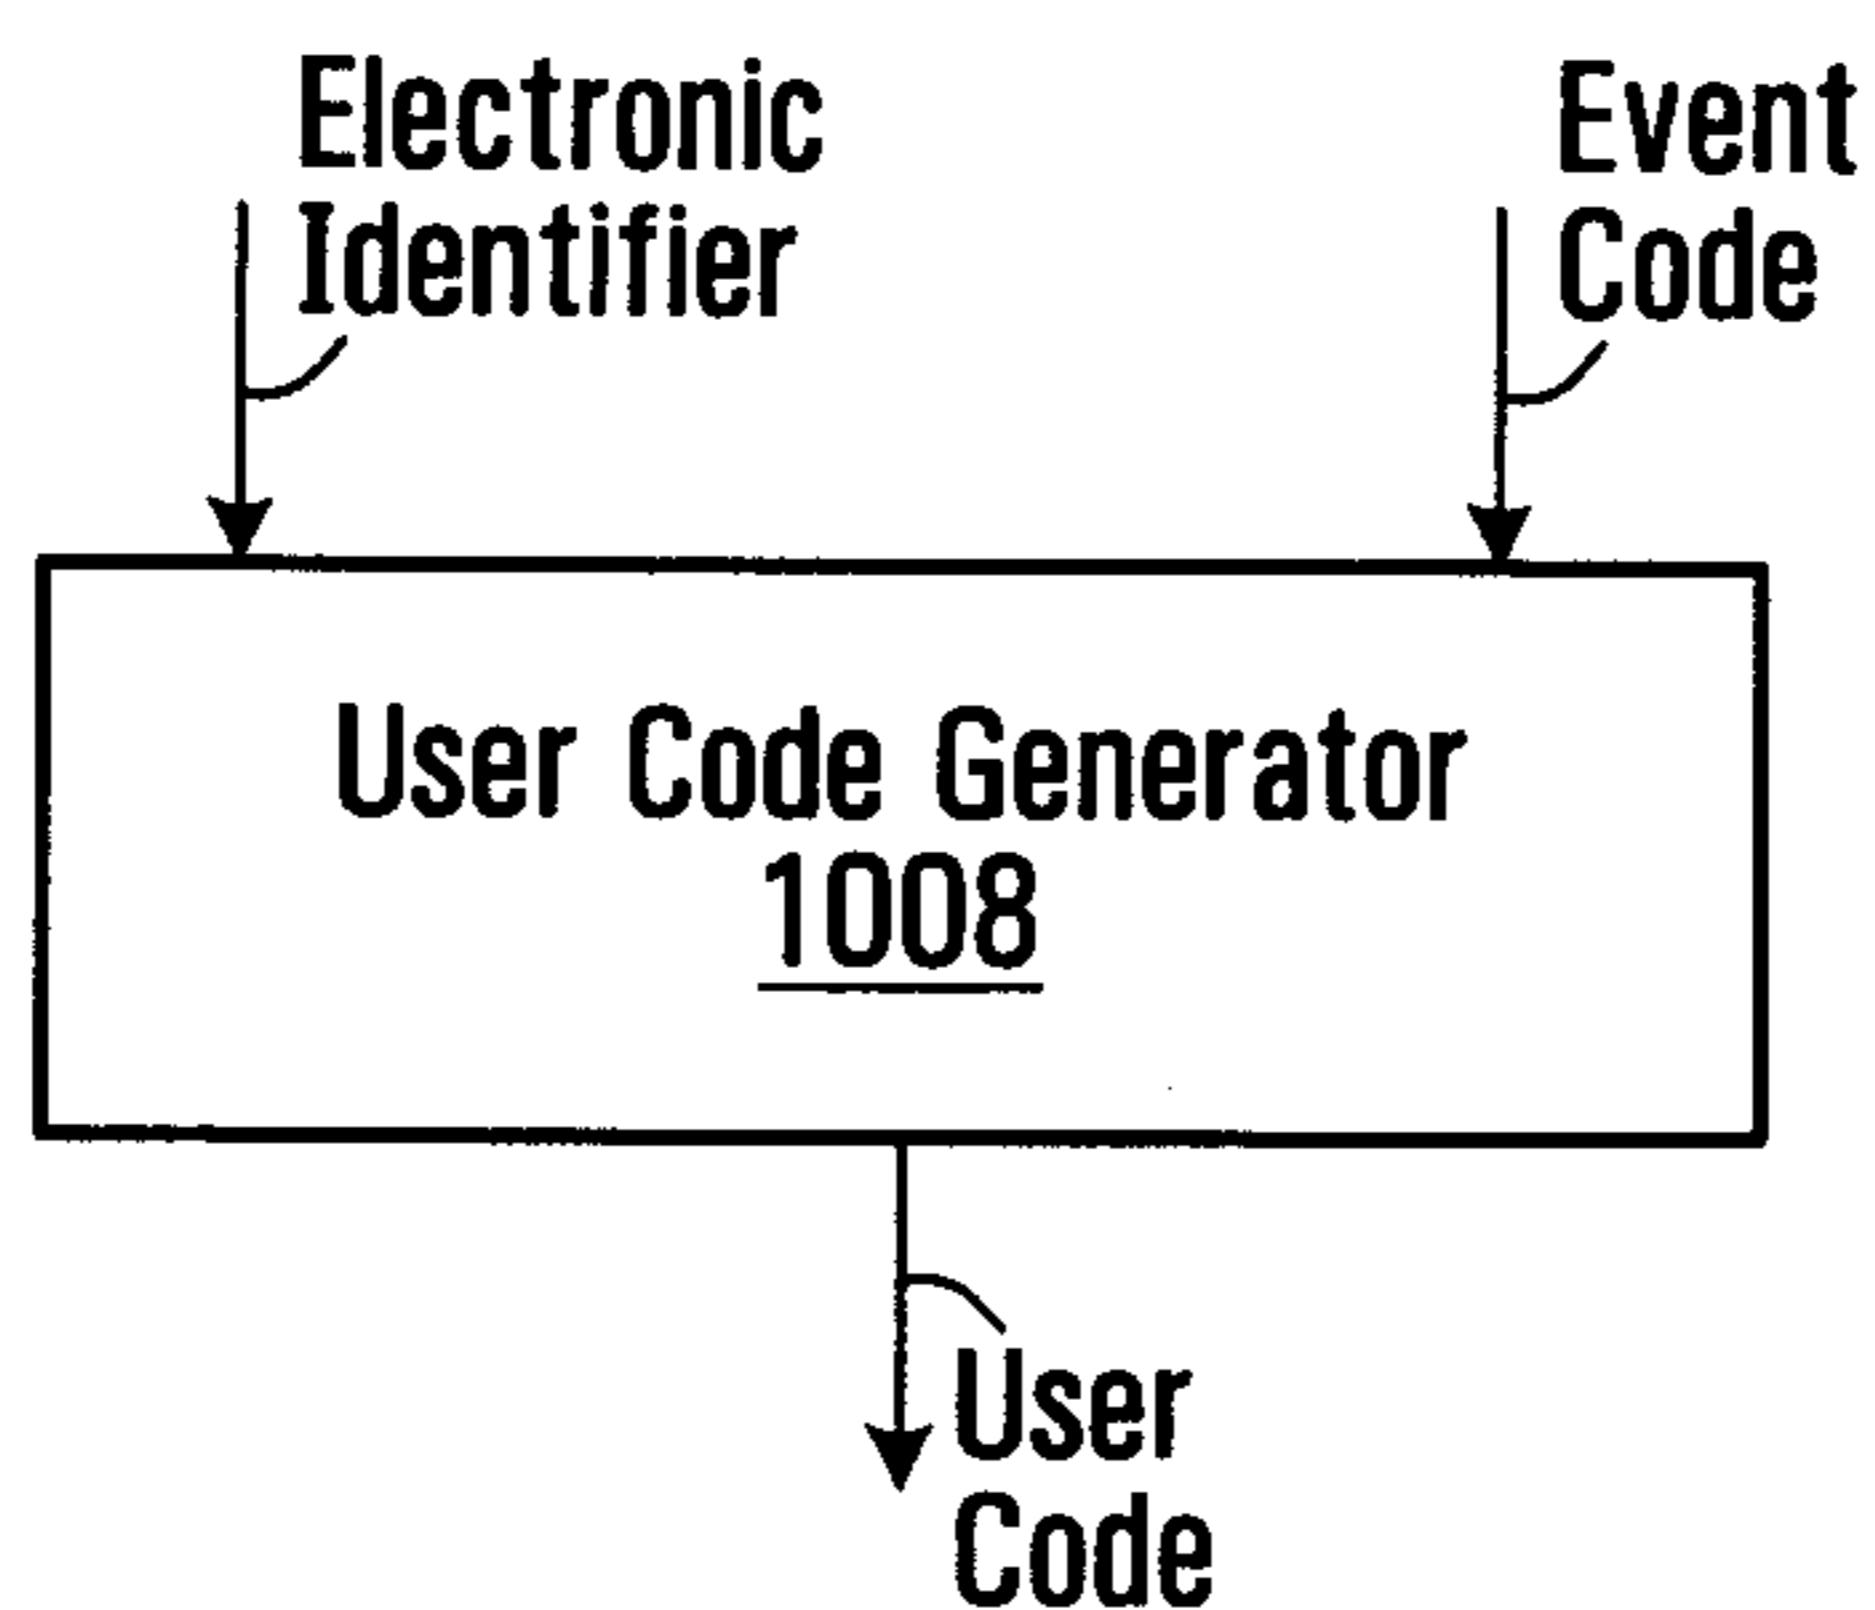 Electronic
Identifier
Event
Code
User Code Generator
1008
User
Code